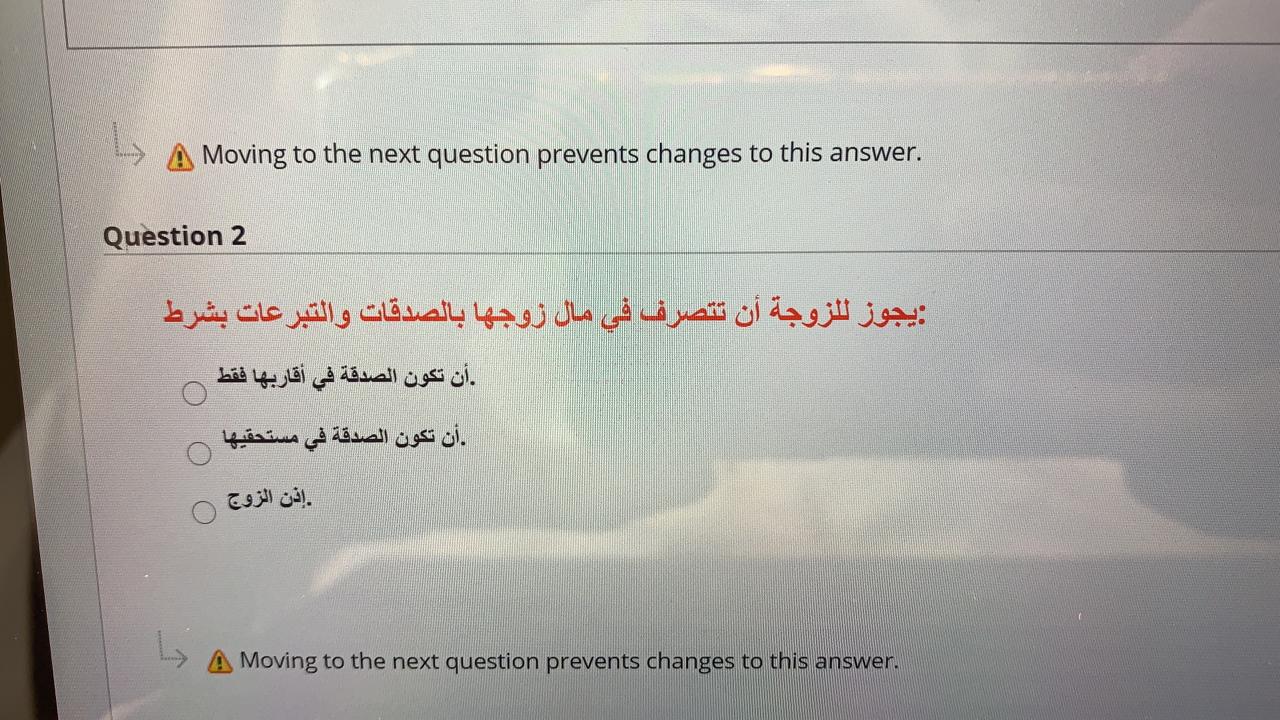 Moving to the next question prevents changes to this answer.
Question 2
يجوز للزوجة أن تتصرف في مال زوجها بالصدقات والتبرعات بشرط:
أن تكون الصدقة في أقاربها فقط.
أن تكون الصدقة في مستحقيها.
إذن الزوج.
Moving to the next question prevents changes to this answer.